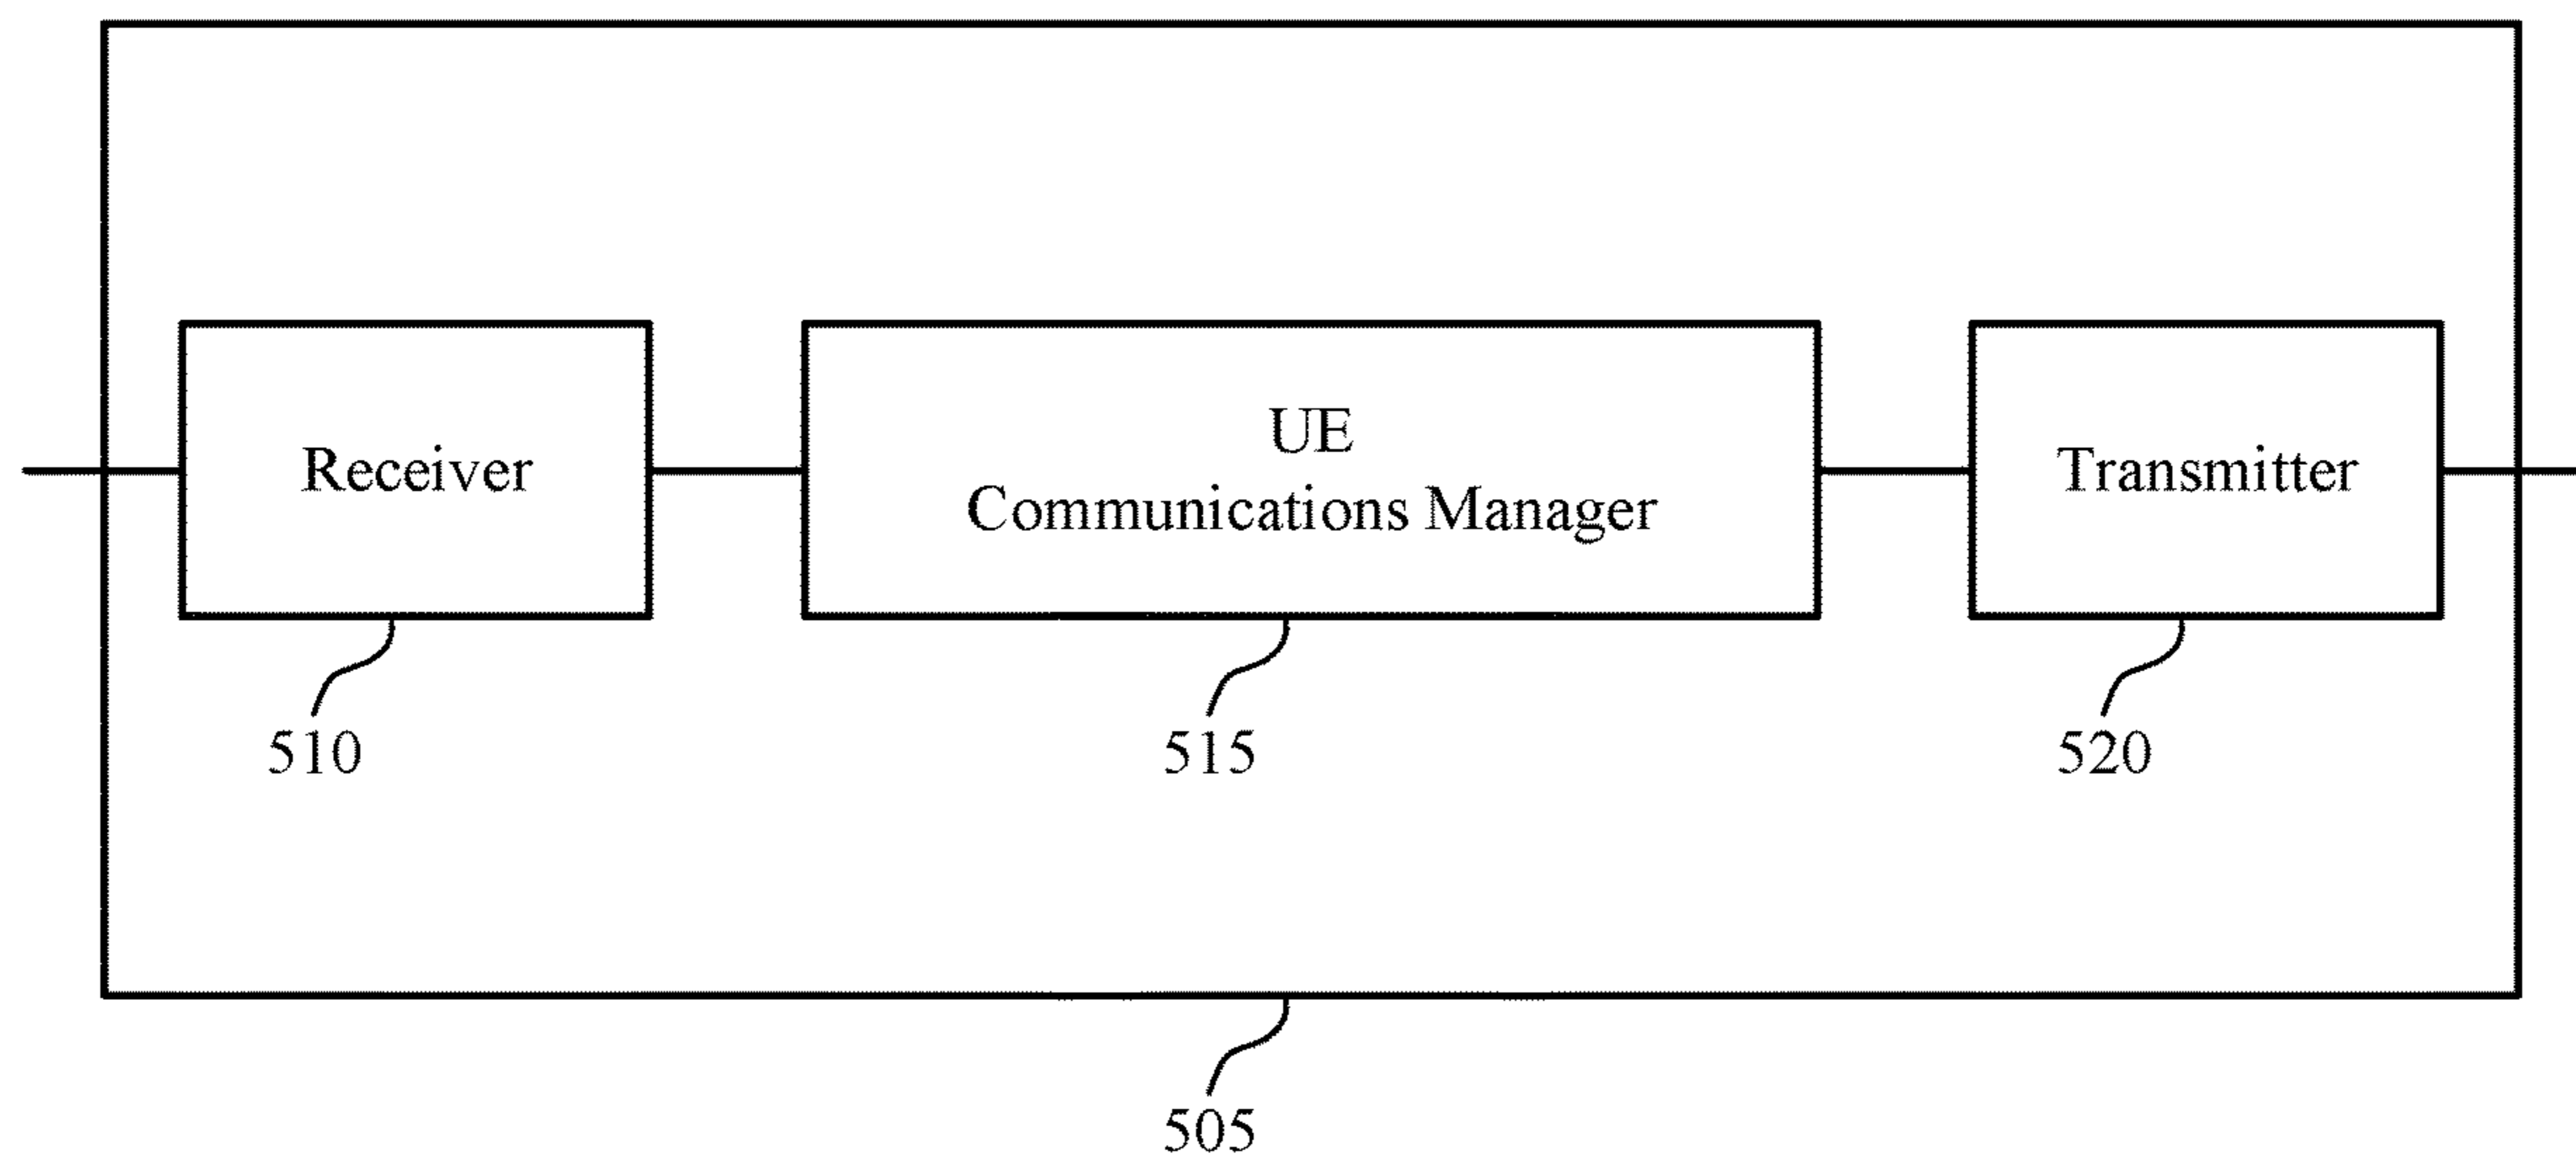 Receiver
UE
Communications Manager
Transmitter
510
515
520
505